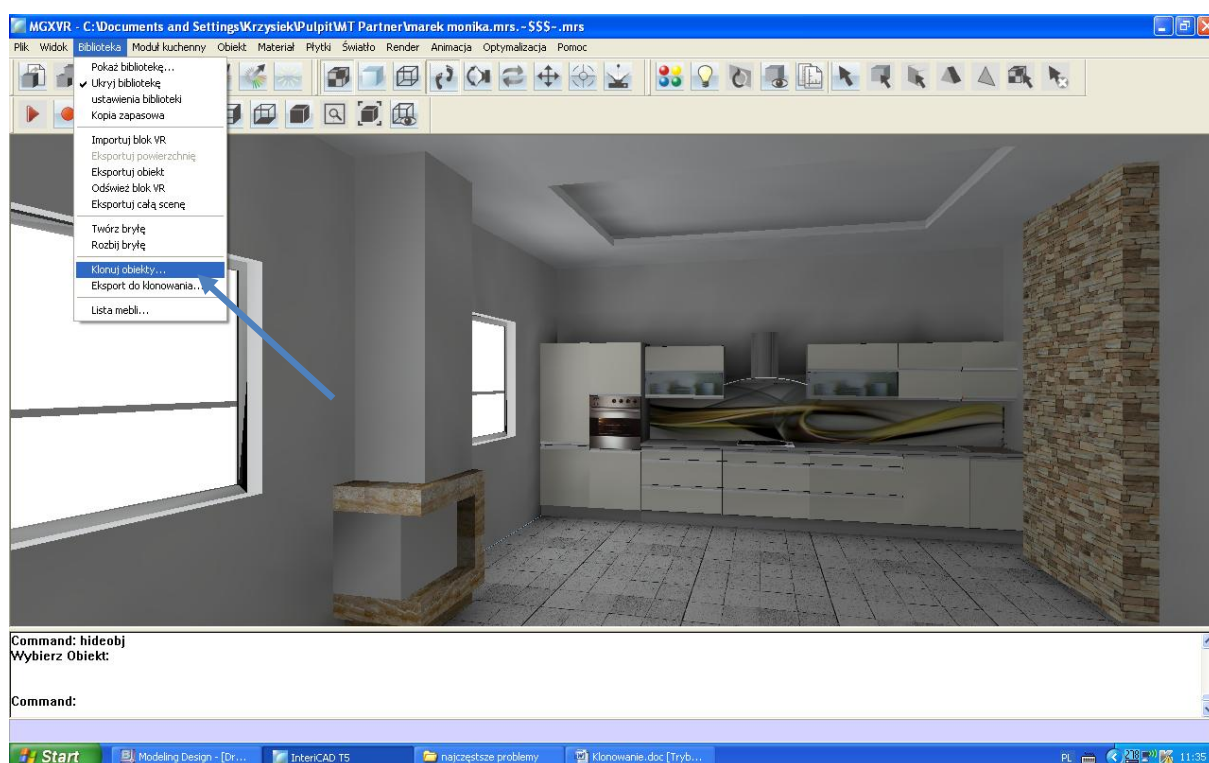 MGXVR - C:\Documents and Settings\Krzysiek\Pulpit\MT Partner\marek monika.mrs.~$$$~.mrs
Plik Widok Biblioteka Moduł kuchenny Obiekt Materiał Płytki Światło Render Animacja Optymalizacja Pomoc
Pokaż bibliotekę...
Ukryj bibliotekę
ustawienia biblioteki
Kopia zapasowa
Importuj blok VR
Eksportuj powierzchnię
Eksportuj obiekt
Odśwież blok VR
Eksportuj całą scenę
Twórz bryłę
Rozbij bryłę
Klonuj obiekty...
Eksport do klonowania...
Lista mebli...
Command: hideobj
Wybierz Obiekt:
Command:
Start Modeling Design - [Dr... InteriCAD T5 najczęstsze problemy Klonowanie.doc [Tryb... PL 11:35